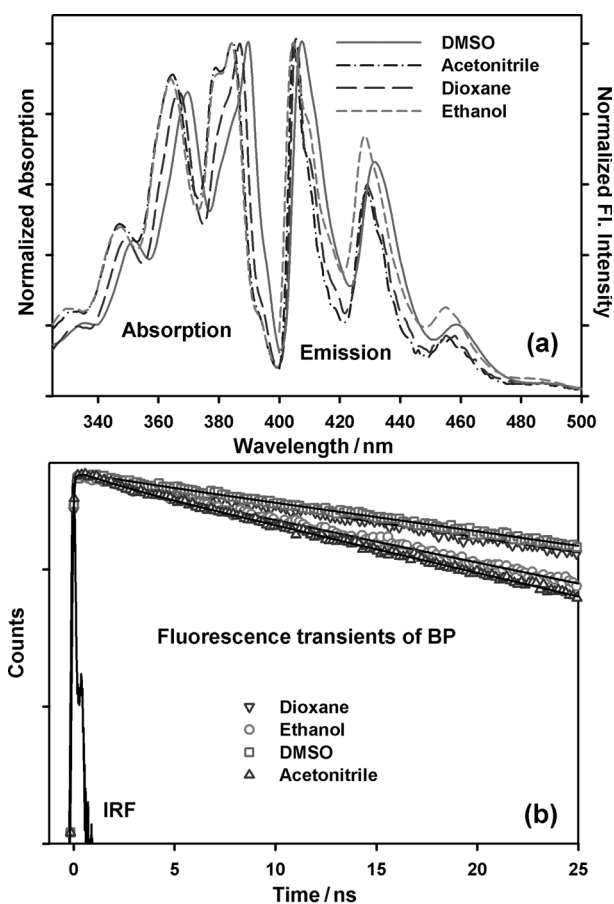 DMSO
Acetonitrile
Dioxane
Ethanol
Normalized Absorption
Normalized Fl. Intensity
Absorption
Emission
(a)
340 360 380 400 420 440 460 480 500
Wavelength / nm
Counts
Fluorescence transients of BP
Dioxane
Ethanol
DMSO
Acetonitrile
IRF
(b)
0 5 10 15 20 25
Time / ns